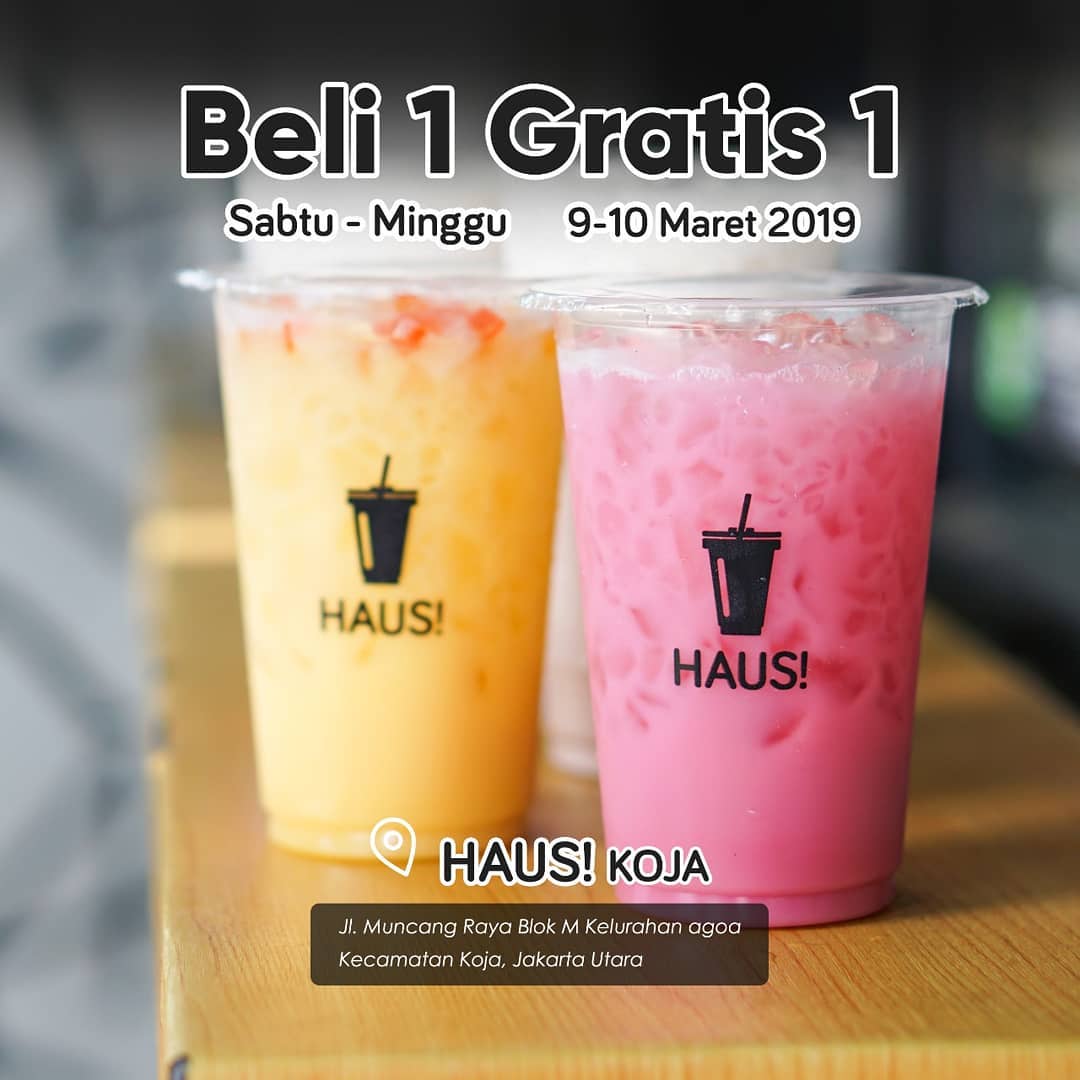 Beli 1 Gratis 1
Sabtu - Minggu 9-10 Maret 2019
HAUS!
HAUS!
HAUS! KOJA
Jl. Muncang Raya Blok M Kelurahan agoa
Kecamatan Koja, Jakarta Utara